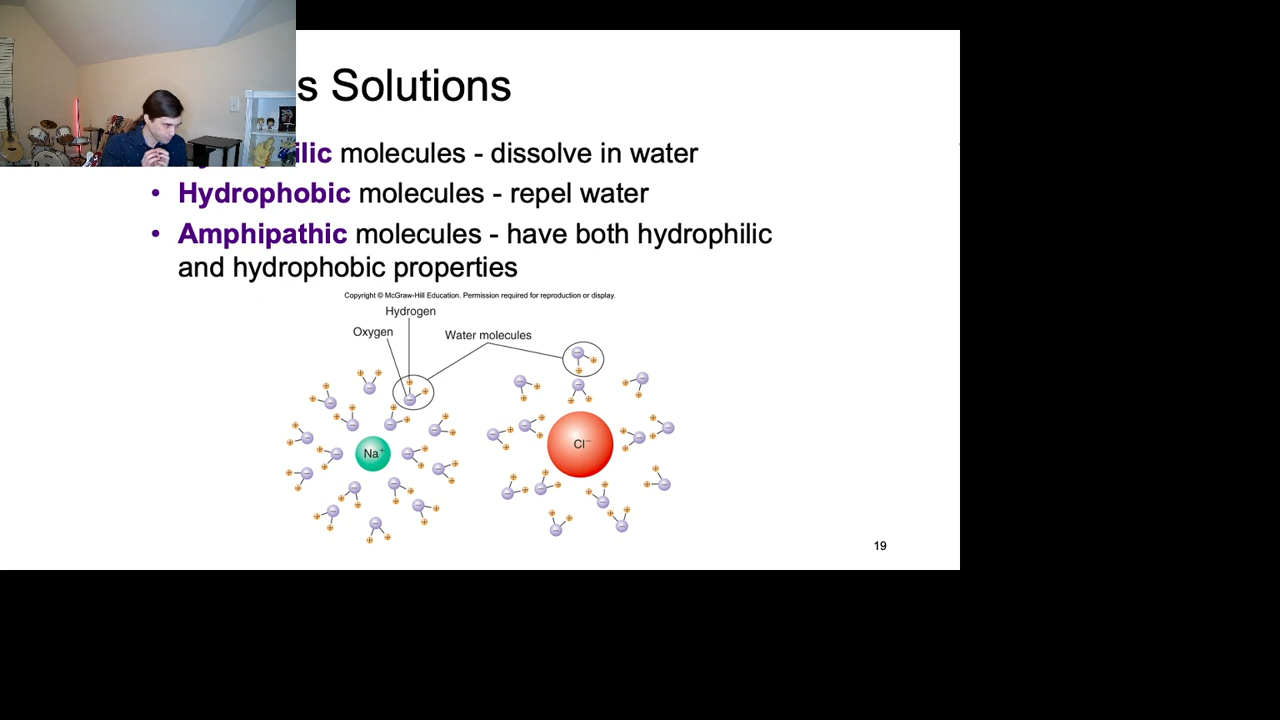 s Solutions
ilic molecules - dissolve in water
• Hydrophobic molecules - repel water
• Amphipathic molecules - have both hydrophilic
and hydrophobic properties
Copyright © McGraw-Hill Education. Permission required for reproduction or display.
Hydrogen
Oxygen
Water molecules
Na+
Cl−
19